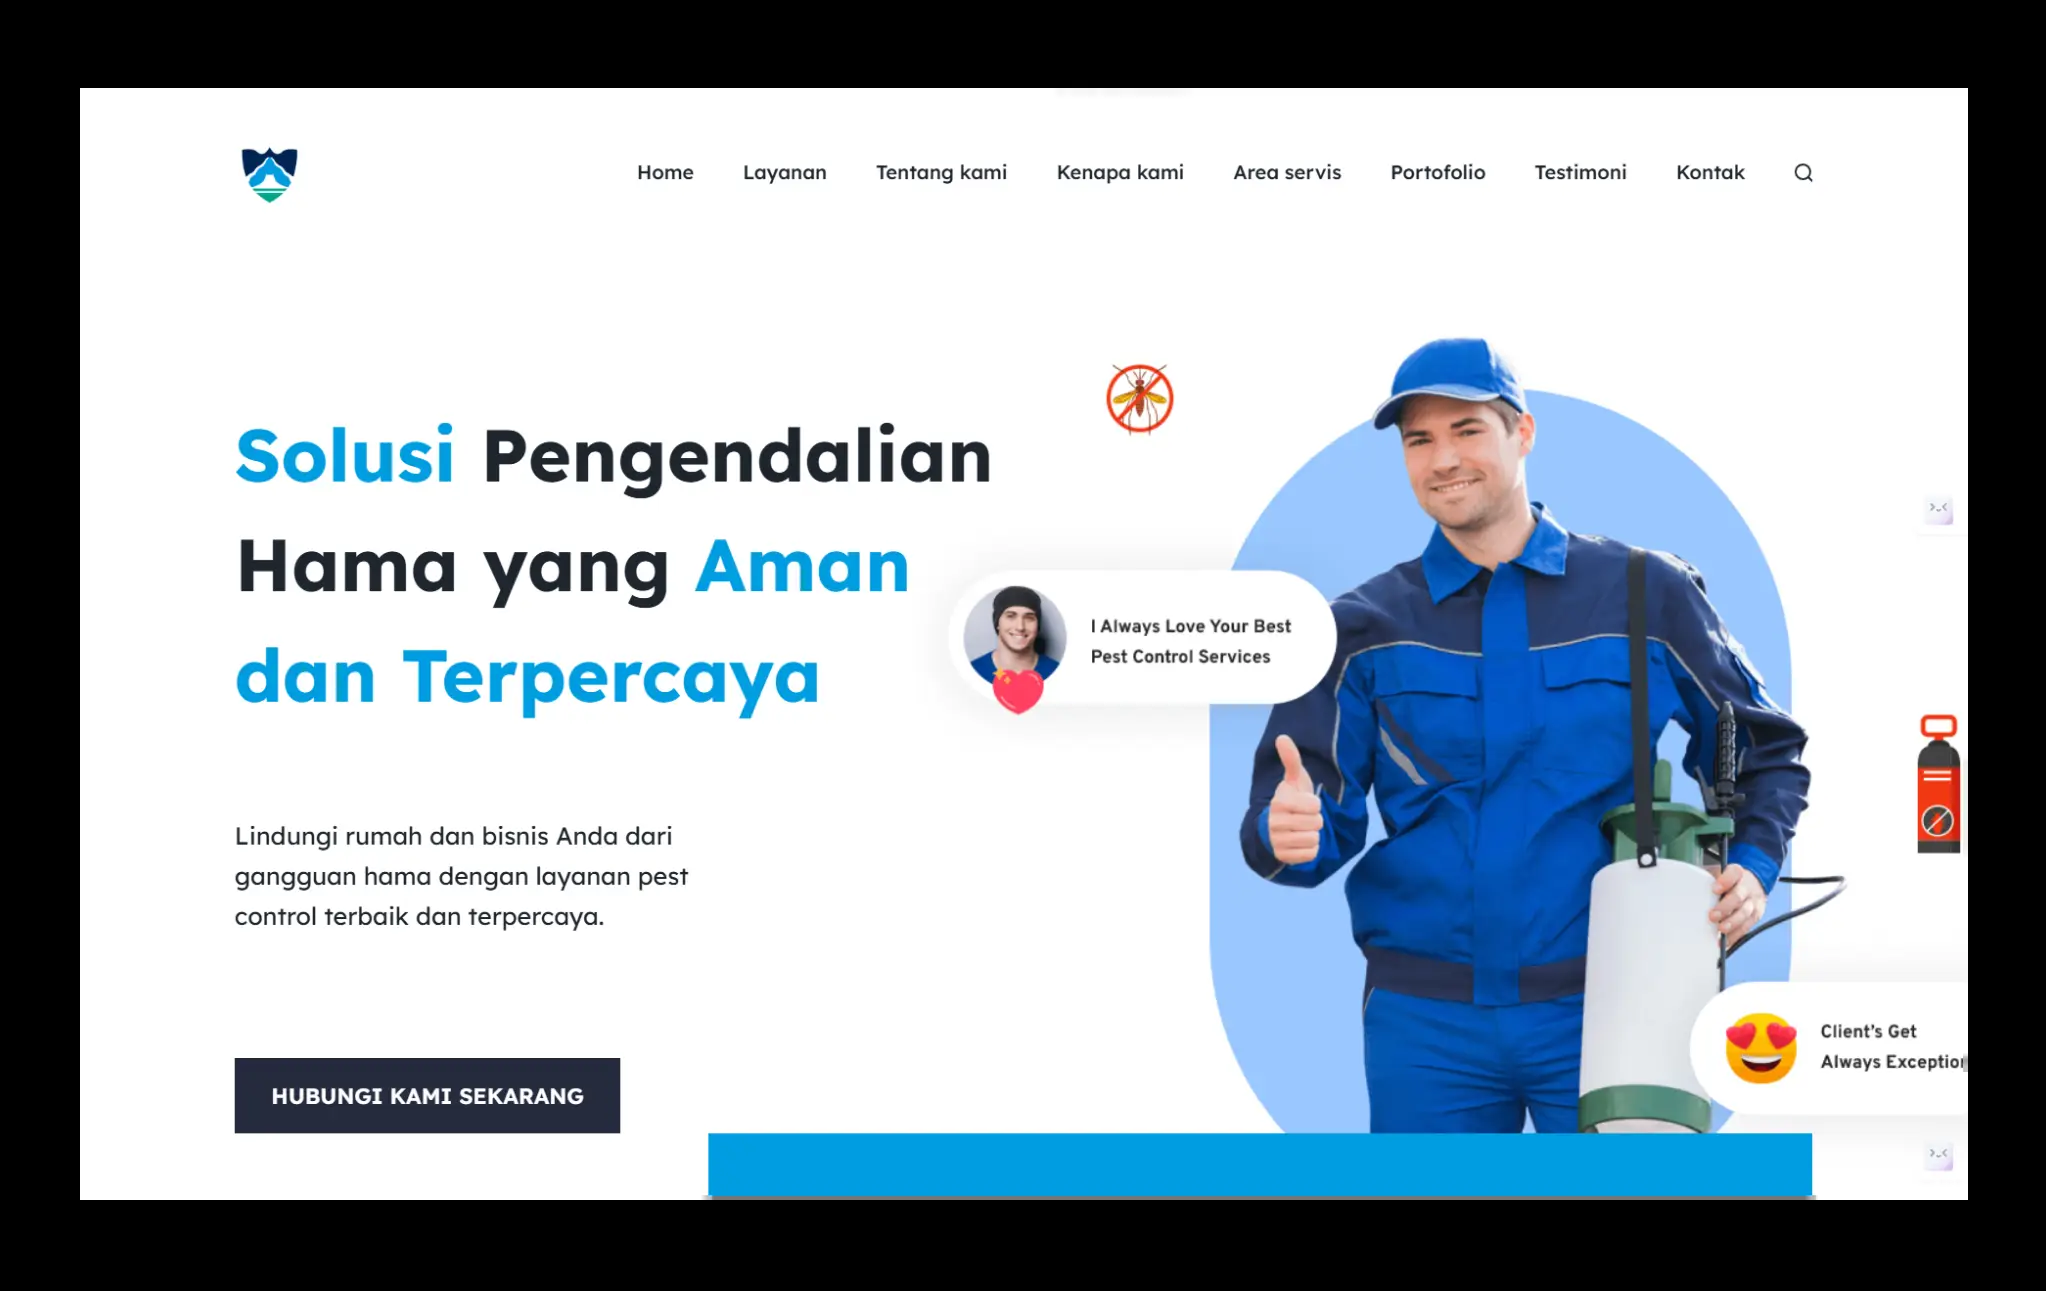 Home
Layanan
Tentang kami
Kenapa kami
Area servis
Portofolio
Testimoni
Kontak
Solusi Pengendalian
Hama yang Aman
dan Terpercaya
I Always Love Your Best
Pest Control Services
Lindungi rumah dan bisnis Anda dari
gangguan hama dengan layanan pest
control terbaik dan terpercaya.
Client's Get
Always
HUBUNGI KAMI SEKARANG